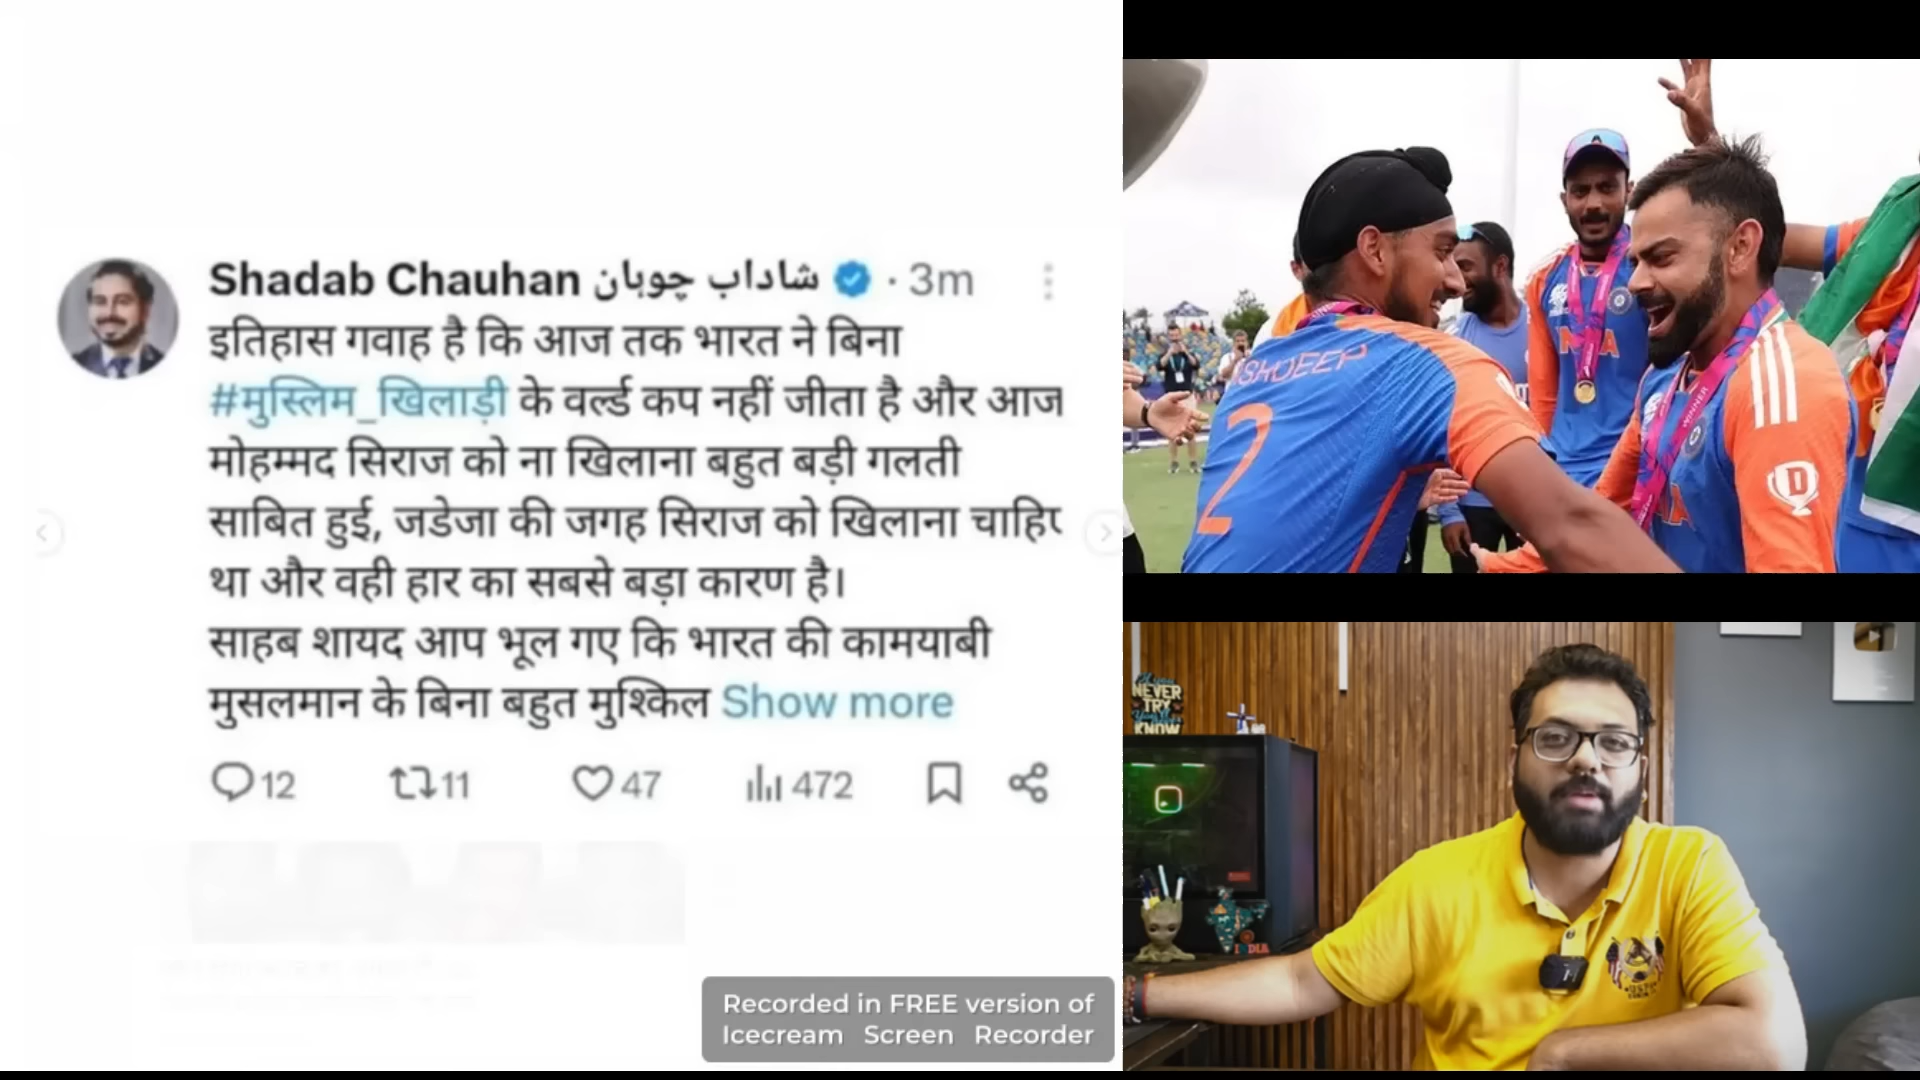 Shadab Chauhan شاداب چوہان · 3m
इतिहास गवाह है कि आज तक भारत ने बिना
#मुस्लिम_खिलाड़ी के वर्ल्ड कप नहीं जीता है और आज
मोहम्मद सिराज को ना खिलाना बहुत बड़ी गलती
साबित हुई, जडेजा की जगह सिराज को खिलाना चाहिए
था और वही हार का सबसे बड़ा कारण है।
साहब शायद आप भूल गए कि भारत की कामयाबी
मुसलमान के बिना बहुत मुश्किल Show more
12 11 47 472
Recorded in FREE version of
Icecream Screen Recorder
2
WINNER
D
NEVER
TRY
KNOW
INDIA